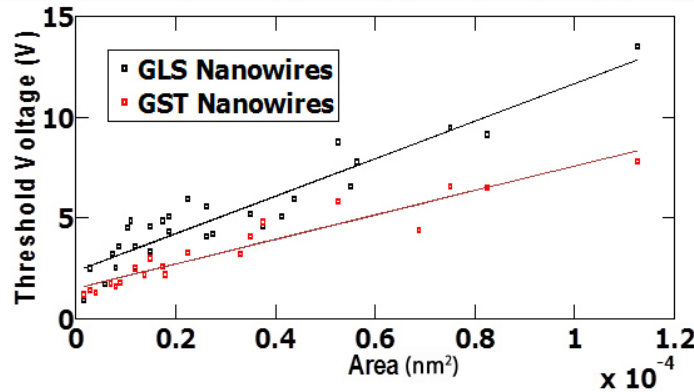 15
10
5
0
Threshold Voltage (V)
GLS Nanowires
GST Nanowires
0 0.2 0.4 0.6 0.8 1 1.2
Area (nm²)
x 10⁻⁴